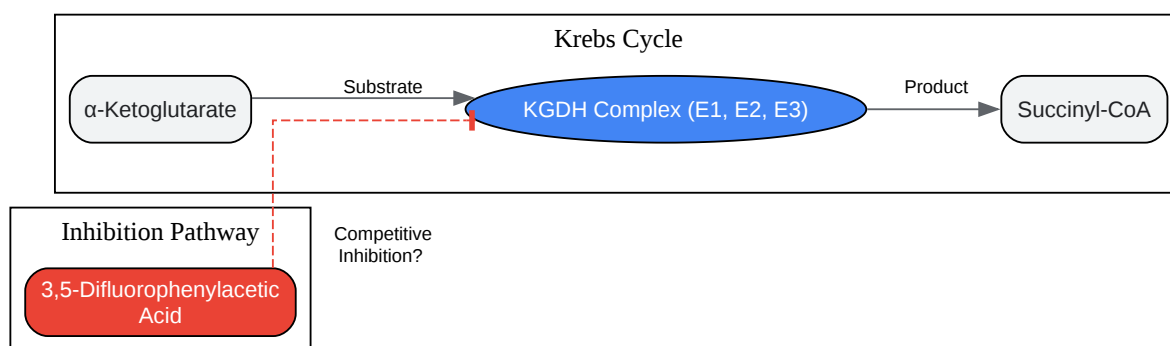 Krebs Cycle
α-Ketoglutarate
Substrate
KGDH Complex (E1, E2, E3)
Product
Succinyl-CoA
Inhibition Pathway
3,5-Difluorophenylacetic
Acid
Competitive
Inhibition?